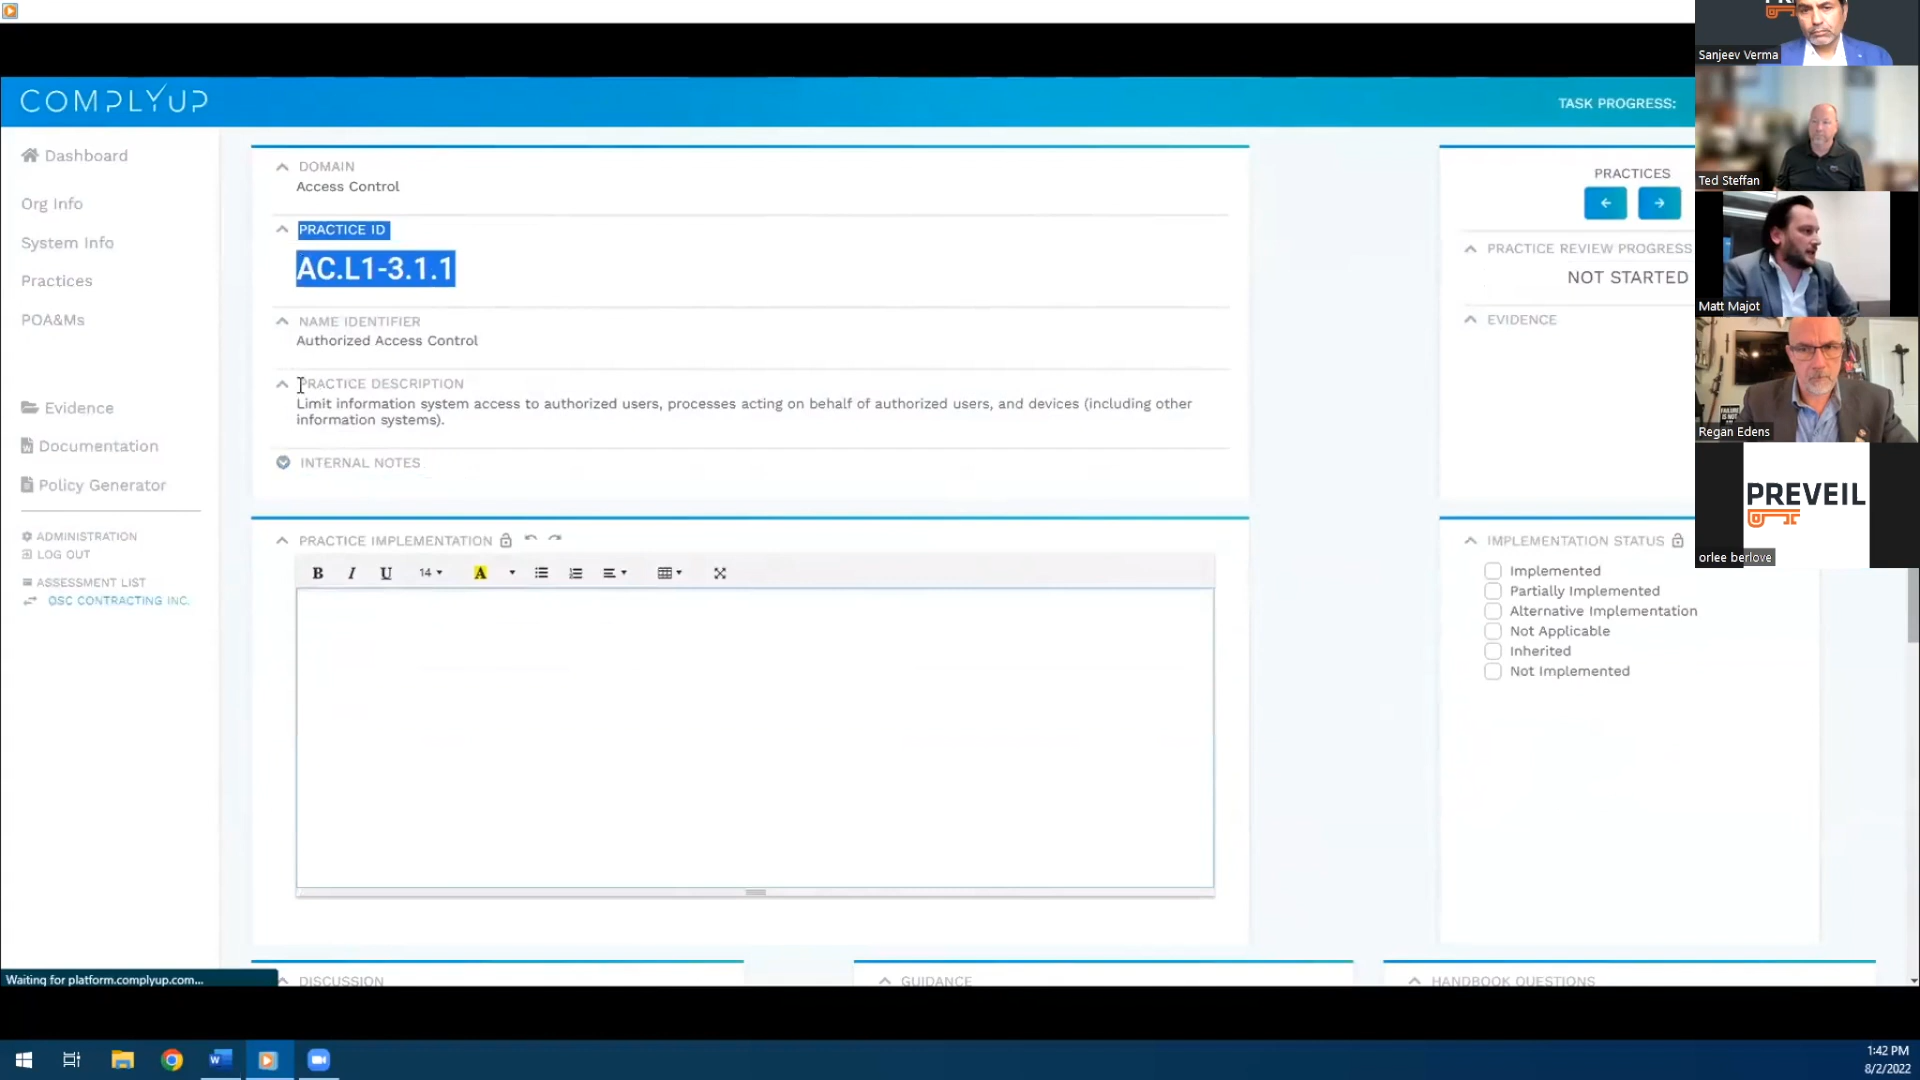 COMPLYUP
TASK PROGRESS:
Dashboard
Org Info
System Info
Practices
POA&Ms
Evidence
Documentation
Policy Generator
ADMINISTRATION
LOG OUT
ASSESSMENT LIST
OSC CONTRACTING INC.
DOMAIN
Access Control
PRACTICE ID
AC.L1-3.1.1
NAME IDENTIFIER
Authorized Access Control
PRACTICE DESCRIPTION
Limit information system access to authorized users, processes acting on behalf of authorized users, and devices (including other
information systems).
INTERNAL NOTES
PRACTICE IMPLEMENTATION
B I U 14 A
PRACTICES
PRACTICE REVIEW PROGRESS
NOT STARTED
EVIDENCE
IMPLEMENTATION STATUS
Implemented
Partially Implemented
Alternative Implementation
Not Applicable
Inherited
Not Implemented
DISCUSSION
GUIDANCE
HANDBOOK QUESTIONS
Waiting for platform.complyup.com...
Sanjeev Verma
Ted Steffan
Matt Majot
Regan Edens
PREVEIL
orlee berlove
1:42 PM
8/2/2022